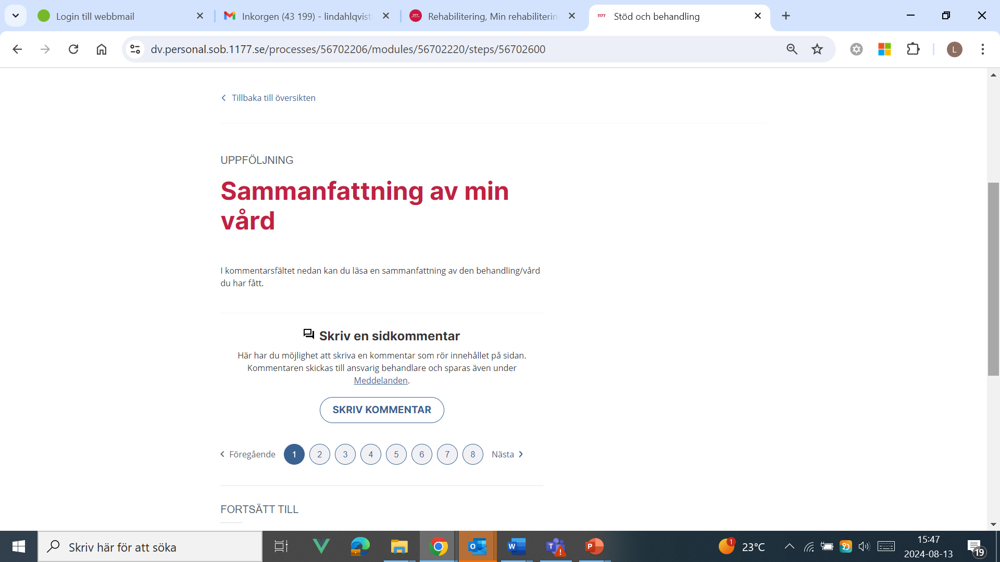 Login till webbmail
Inkorgen (43 199) - lindahlqvist
Rehabilitering, Min rehabiliterin
1177
Stöd och behandling
dv.personal.sob.1177.se/processes/56702206/modules/56702220/steps/56702600
L
Tillbaka till översikten
UPPFÖLJNING
Sammanfattning av min
vård
I kommentarsfältet nedan kan du läsa en sammanfattning av den behandling/vård
du har fått.
Skriv en sidkommentar
Här har du möjlighet att skriva en kommentar som rör innehållet på sidan.
Kommentaren skickas till ansvarig behandlare och sparas även under
Meddelanden.
SKRIV KOMMENTAR
Föregående 1 2 3 4 5 6 7 8 Nästa
FORTSÄTT TILL
Skriv här för att söka
1
23°C
15:47
2024-08-13
19